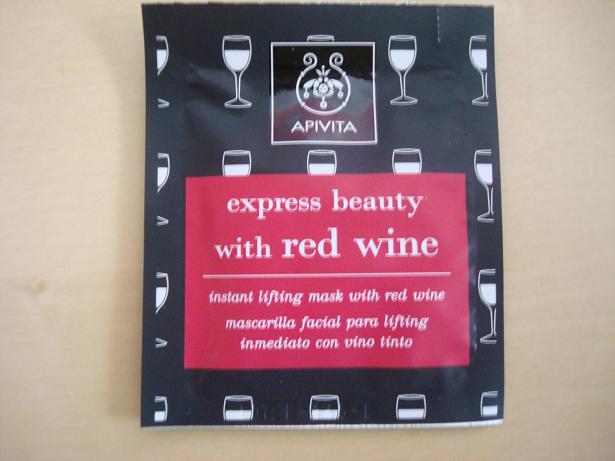 APIVITA
express beauty
with red wine
instant lifting mask with red wine
mascarilla facial para lifting
inmediato con vino tinto